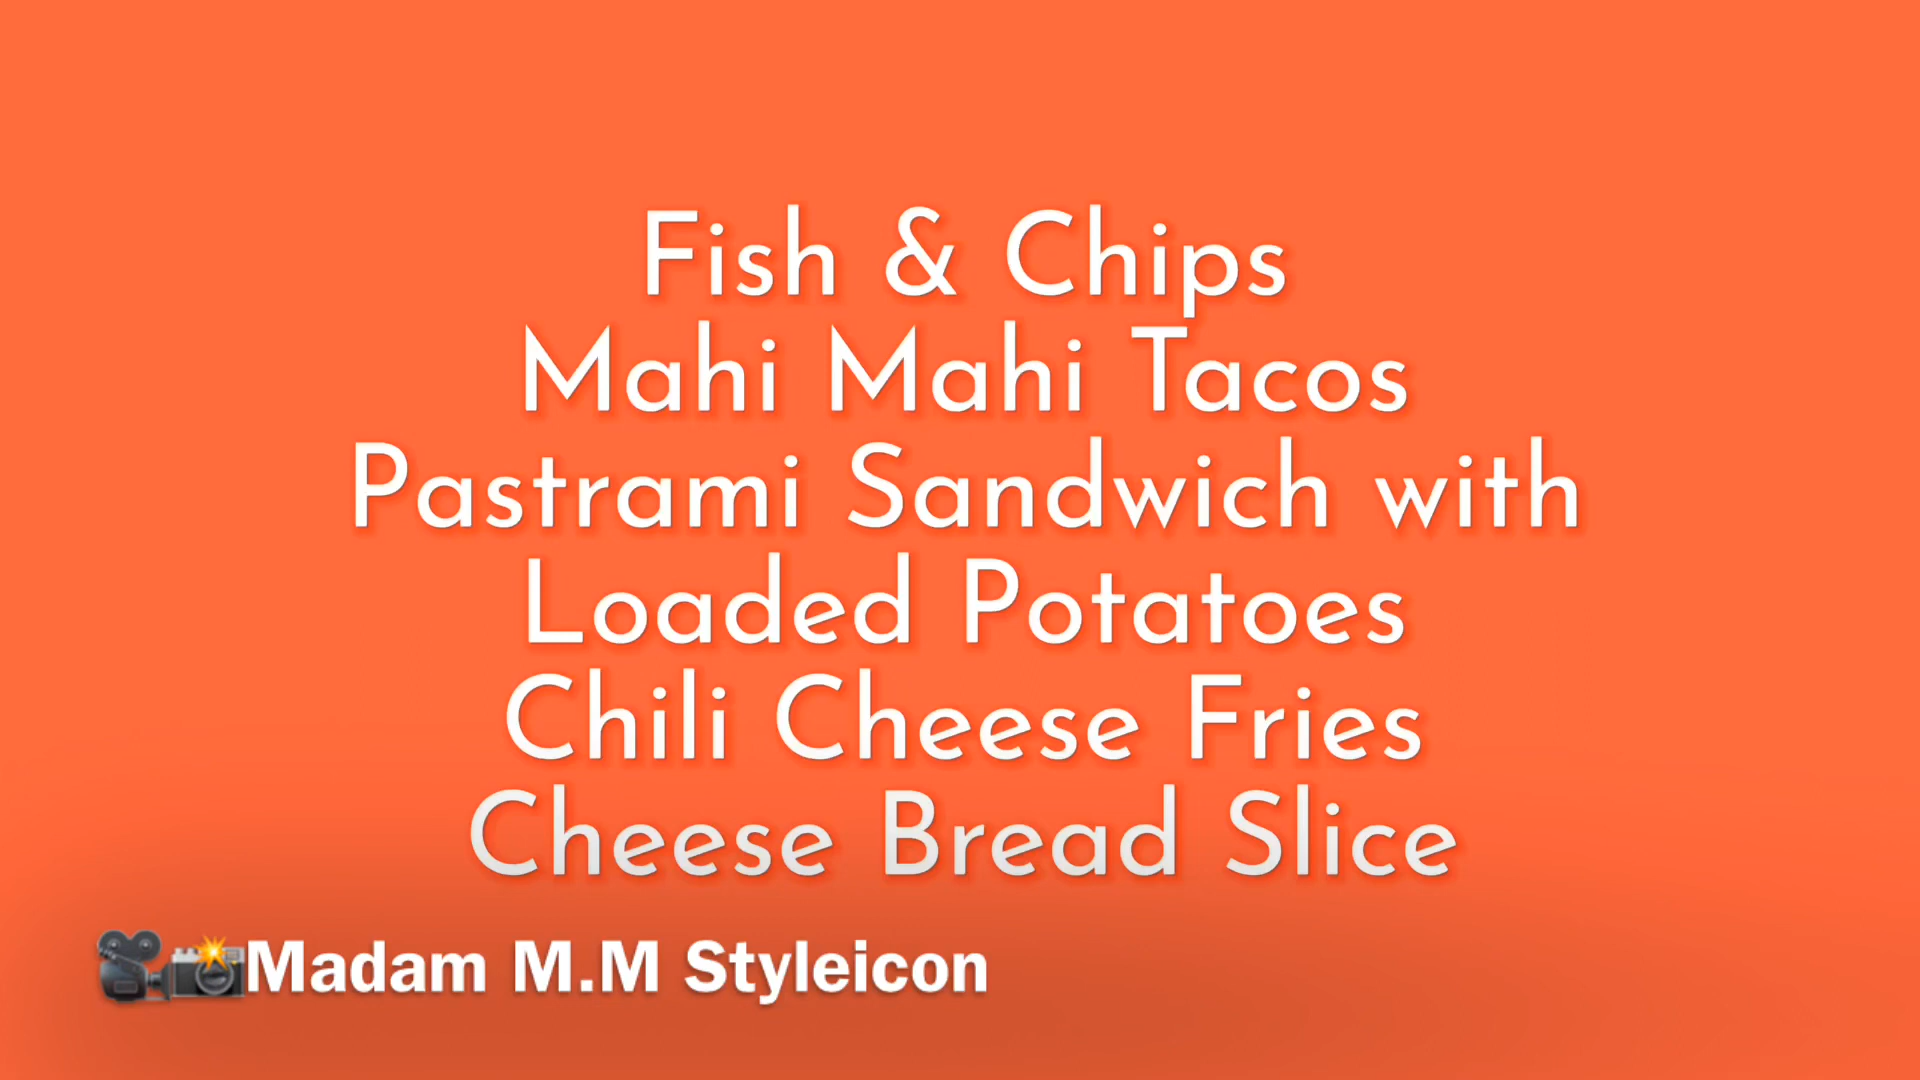 Fish & Chips
Mahi Mahi Tacos
Pastrami Sandwich with
Loaded Potatoes
Chili Cheese Fries
Cheese Bread Slice
🎥📸Madam M.M Styleicon